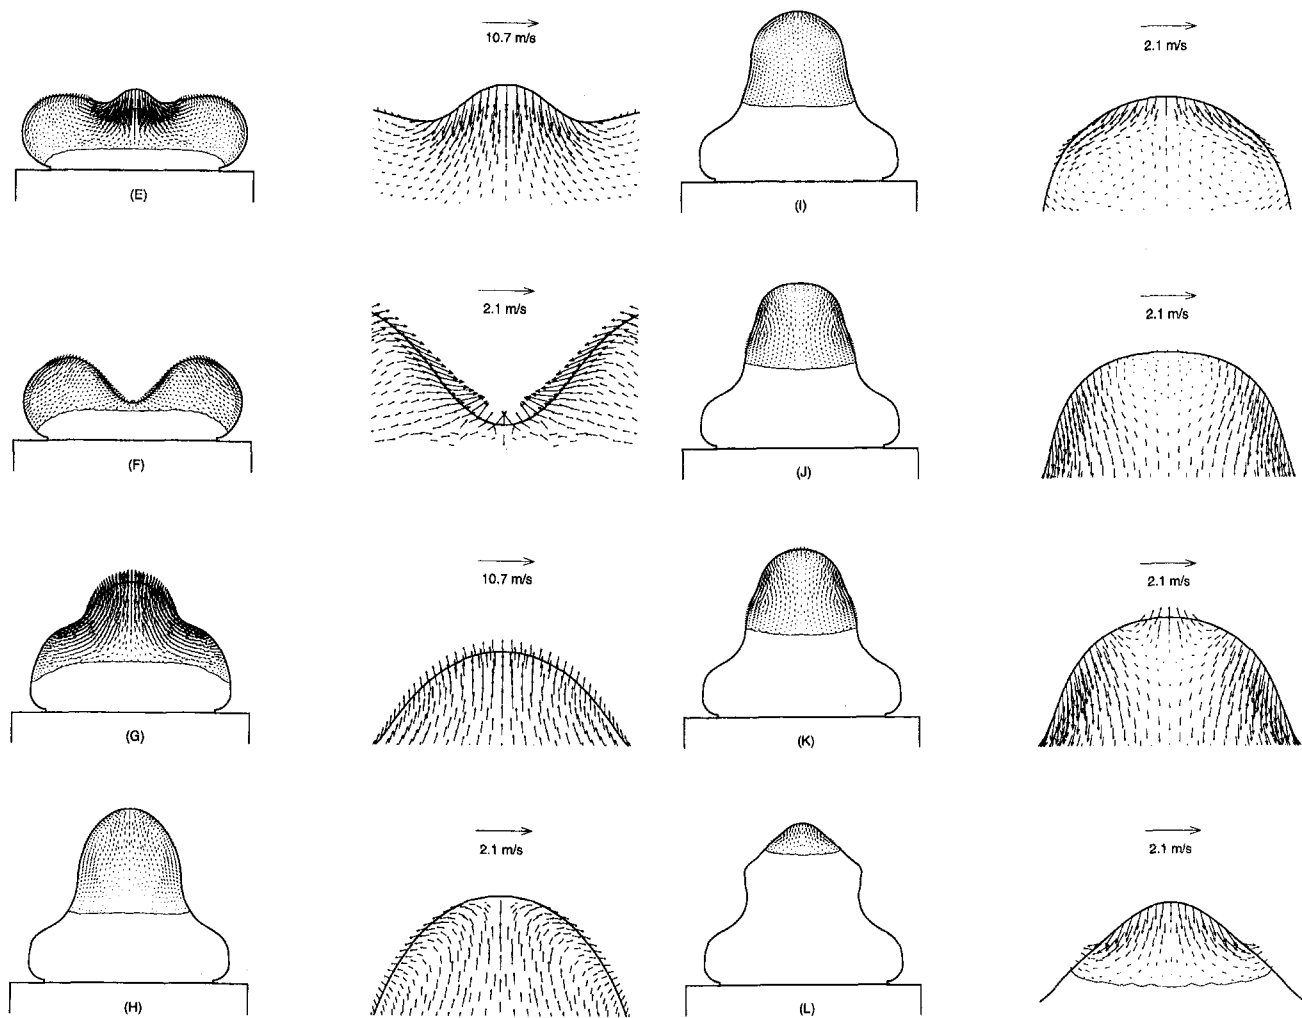 10.7 m/s
(E)
2.1 m/s
(I)
2.1 m/s
(F)
2.1 m/s
(J)
10.7 m/s
(G)
2.1 m/s
(K)
2.1 m/s
(H)
2.1 m/s
(L)